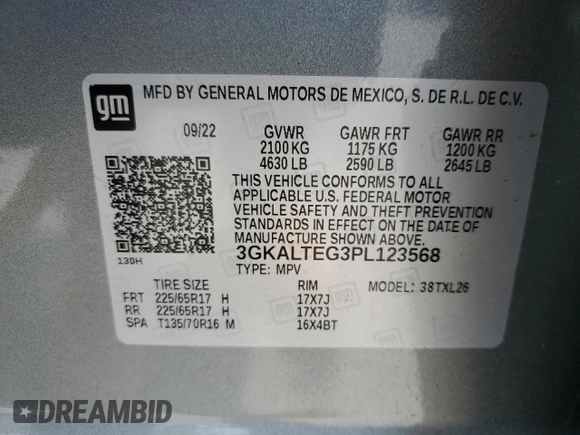 gm
MFD BY GENERAL MOTORS DE MEXICO, S. DE R.L. DE C.V.
09/22 GVWR GAWR FRT GAWR RR
2100 KG 1175 KG 1200 KG
4630 LB 2590 LB 2645 LB
THIS VEHICLE CONFORMS TO ALL
APPLICABLE U.S. FEDERAL MOTOR
VEHICLE SAFETY AND THEFT PREVENTION
STANDARDS IN EFFECT ON THE DATE OF
MANUFACTURE SHOWN ABOVE.
130H
3GKALTEG3PL123568
TYPE: MPV MODEL: 38TXL26
TIRE SIZE RIM
FRT 225/65R17 H 17X7J
RR 225/65R17 H 17X7J
SPA T135/70R16 M 16X4BT
DREAMBID